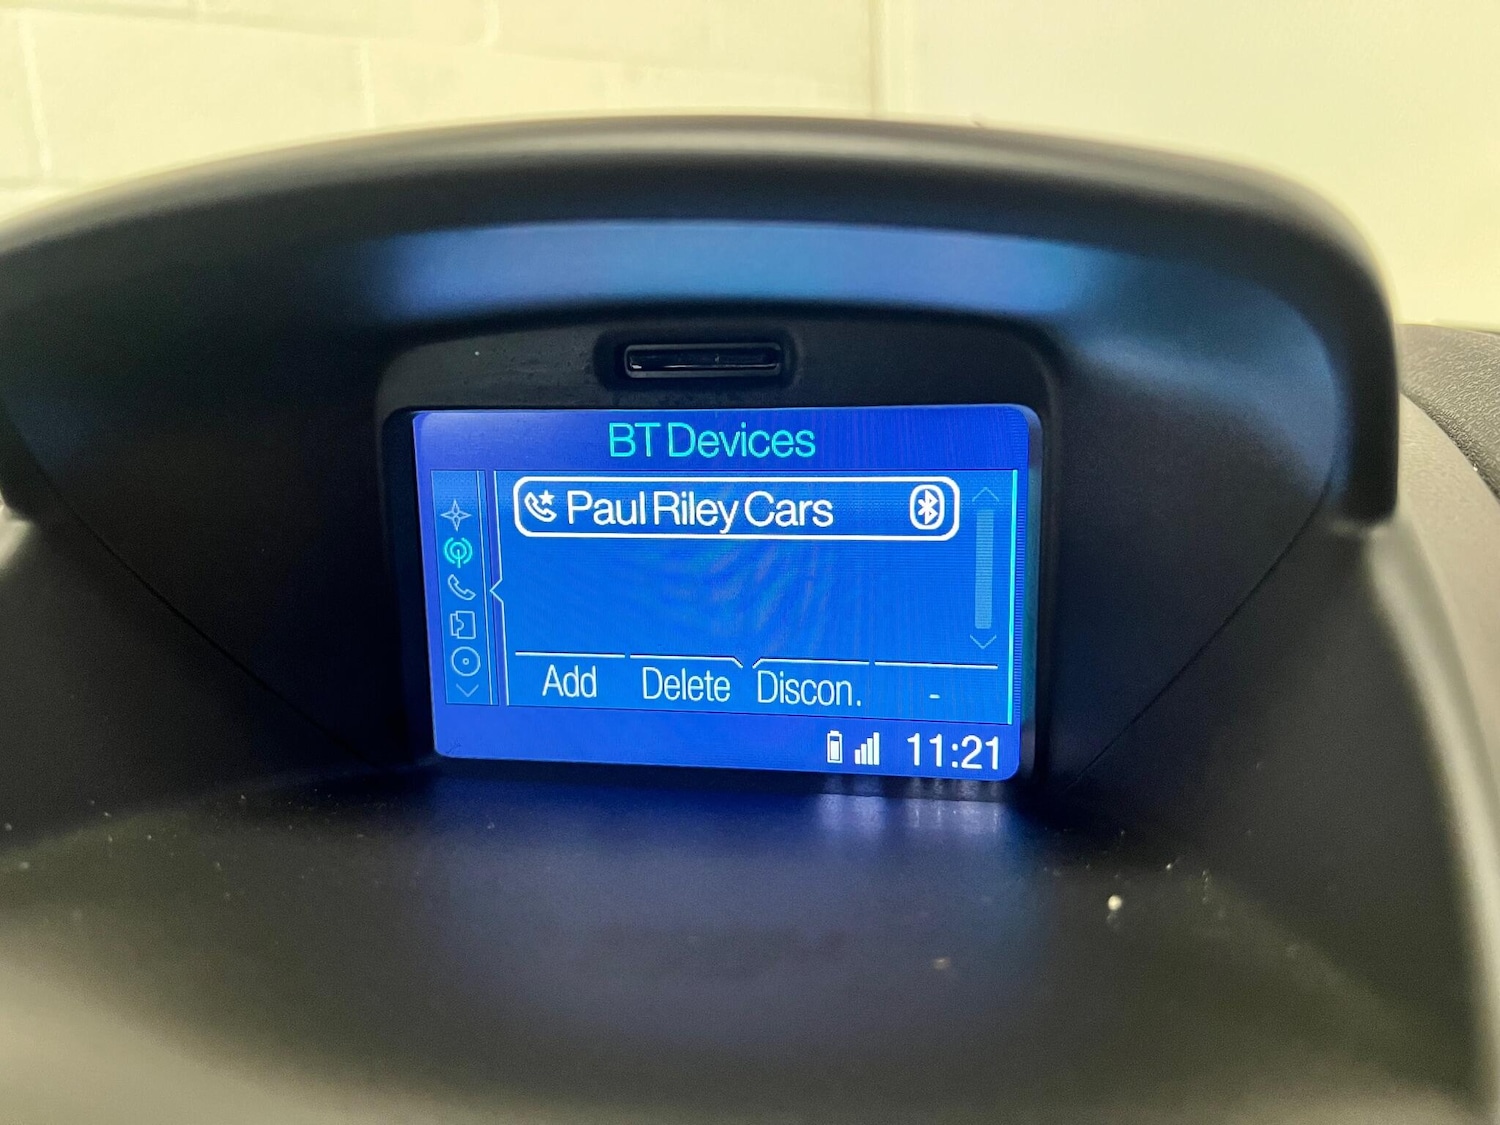 BT Devices
Paul Riley Cars
Add Delete Discon. -
11:21